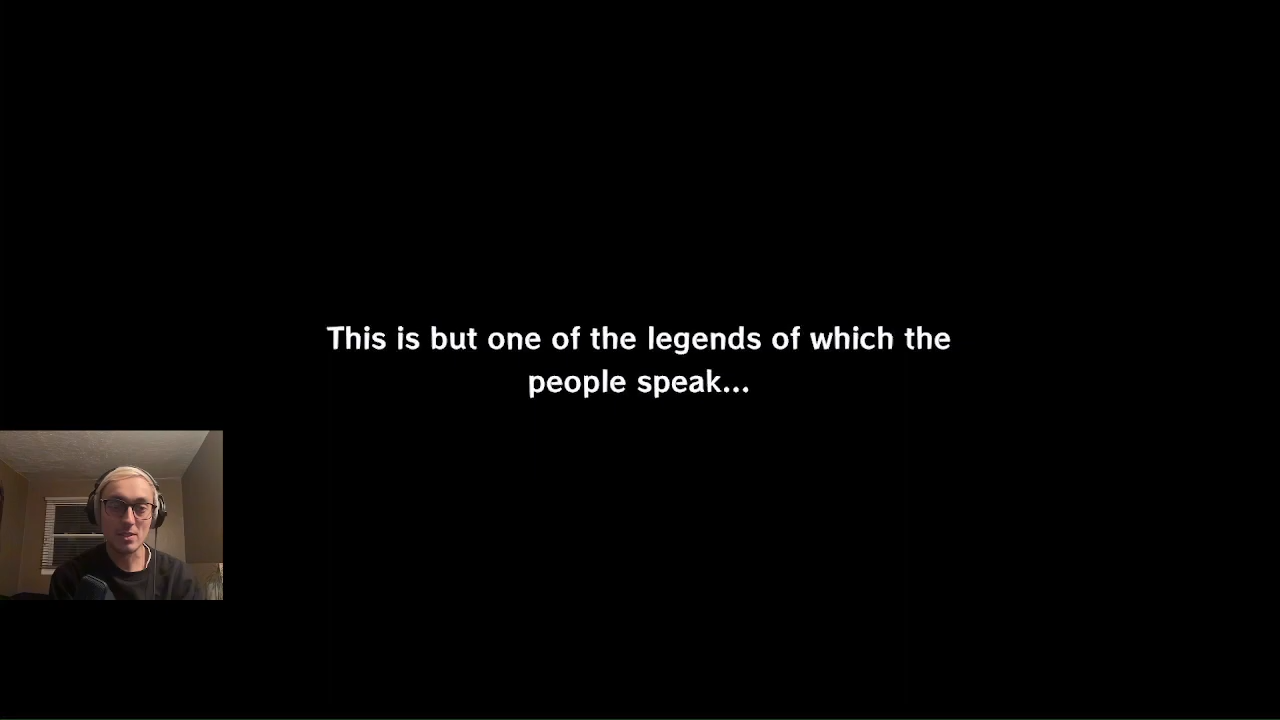 This is but one of the legends of which the
people speak...